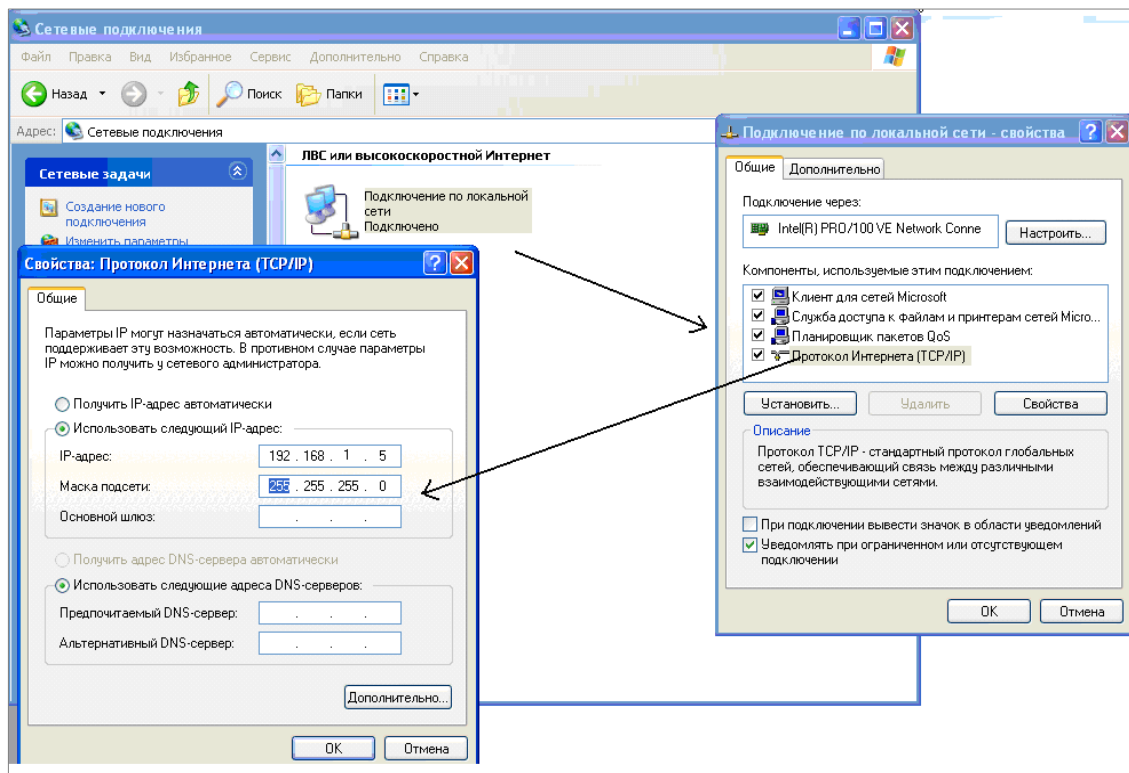 Сетевые подключения
Файл Правка Вид Избранное Сервис Дополнительно Справка
Назад Поиск Папки
Адрес: Сетевые подключения
Сетевые задачи
Создание нового
подключения
Изменить параметры
ЛВС или высокоскоростной Интернет
Подключение по локальной
сети
Подключено
Подключение по локальной сети - свойства
Общие Дополнительно
Подключение через:
Intel(R) PRO/100 VE Network Conne Настроить...
Компоненты, используемые этим подключением:
Клиент для сетей Microsoft
Служба доступа к файлам и принтерам сетей Micro...
Планировщик пакетов QoS
Протокол Интернета (TCP/IP)
Установить... Удалить Свойства
Описание
Протокол TCP/IP - стандартный протокол глобальных
сетей, обеспечивающий связь между различными
взаимодействующими сетями.
При подключении вывести значок в области уведомлений
Уведомлять при ограниченном или отсутствующем
подключении
OK Отмена
Свойства: Протокол Интернета (TCP/IP)
Общие
Параметры IP могут назначаться автоматически, если сеть
поддерживает эту возможность. В противном случае параметры
IP можно получить у сетевого администратора.
Получить IP-адрес автоматически
Использовать следующий IP-адрес:
IP-адрес: 192 . 168 . 1 . 5
Маска подсети: 255 . 255 . 255 . 0
Основной шлюз: . . .
Получить адрес DNS-сервера автоматически
Использовать следующие адреса DNS-серверов:
Предпочитаемый DNS-сервер: . . .
Альтернативный DNS-сервер: . . .
Дополнительно...
OK Отмена